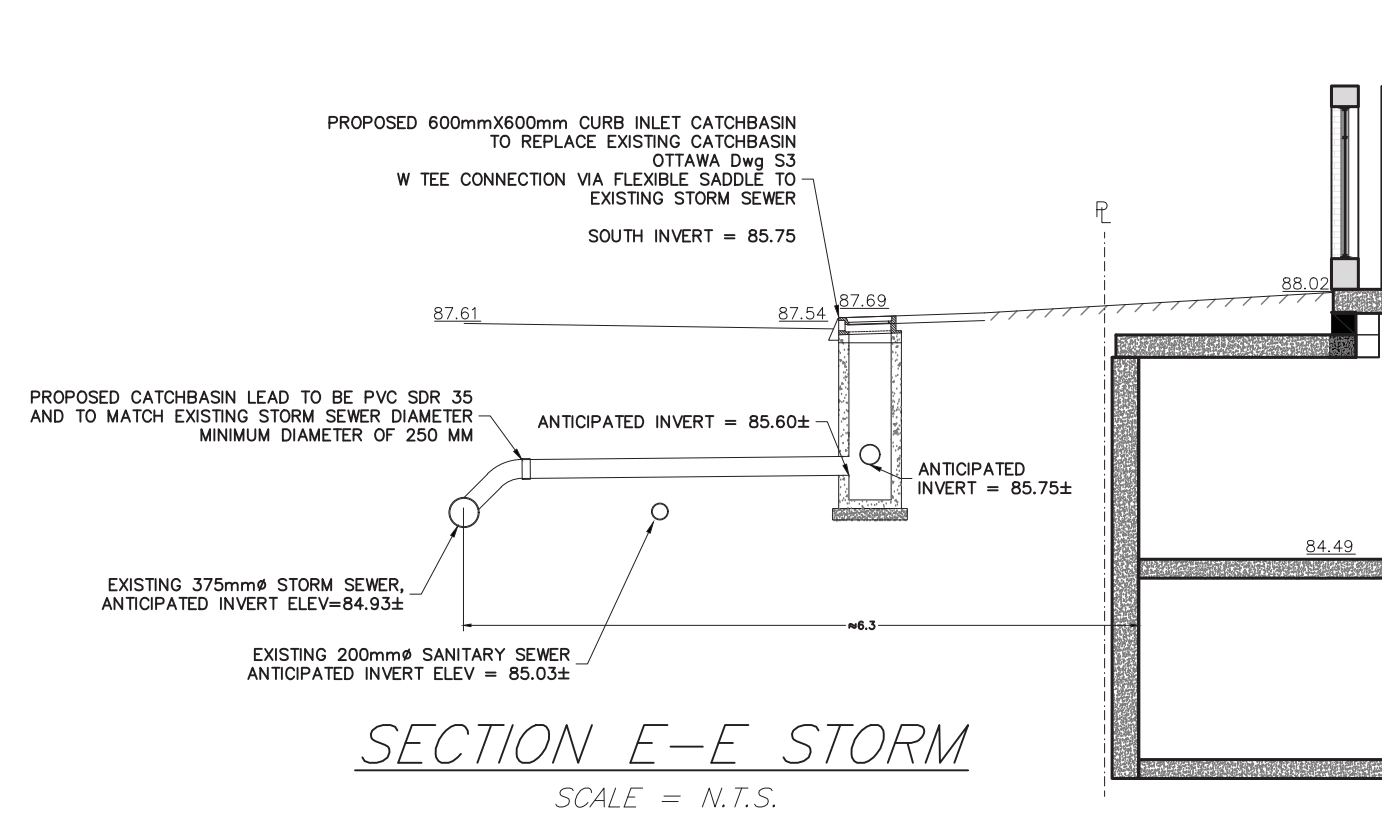 PROPOSED 600mmX600mm CURB INLET CATCHBASIN
TO REPLACE EXISTING CATCHBASIN
OTTAWA Dwg S3
W TEE CONNECTION VIA FLEXIBLE SADDLE TO
EXISTING STORM SEWER
SOUTH INVERT = 85.75
PL
87.61
87.54
87.69
88.02
PROPOSED CATCHBASIN LEAD TO BE PVC SDR 35
AND TO MATCH EXISTING STORM SEWER DIAMETER
MINIMUM DIAMETER OF 250 MM
ANTICIPATED INVERT = 85.60±
ANTICIPATED
INVERT = 85.75±
84.49
EXISTING 375mmø STORM SEWER,
ANTICIPATED INVERT ELEV=84.93±
≈6.3
EXISTING 200mmø SANITARY SEWER
ANTICIPATED INVERT ELEV = 85.03±
SECTION E-E STORM
SCALE = N.T.S.